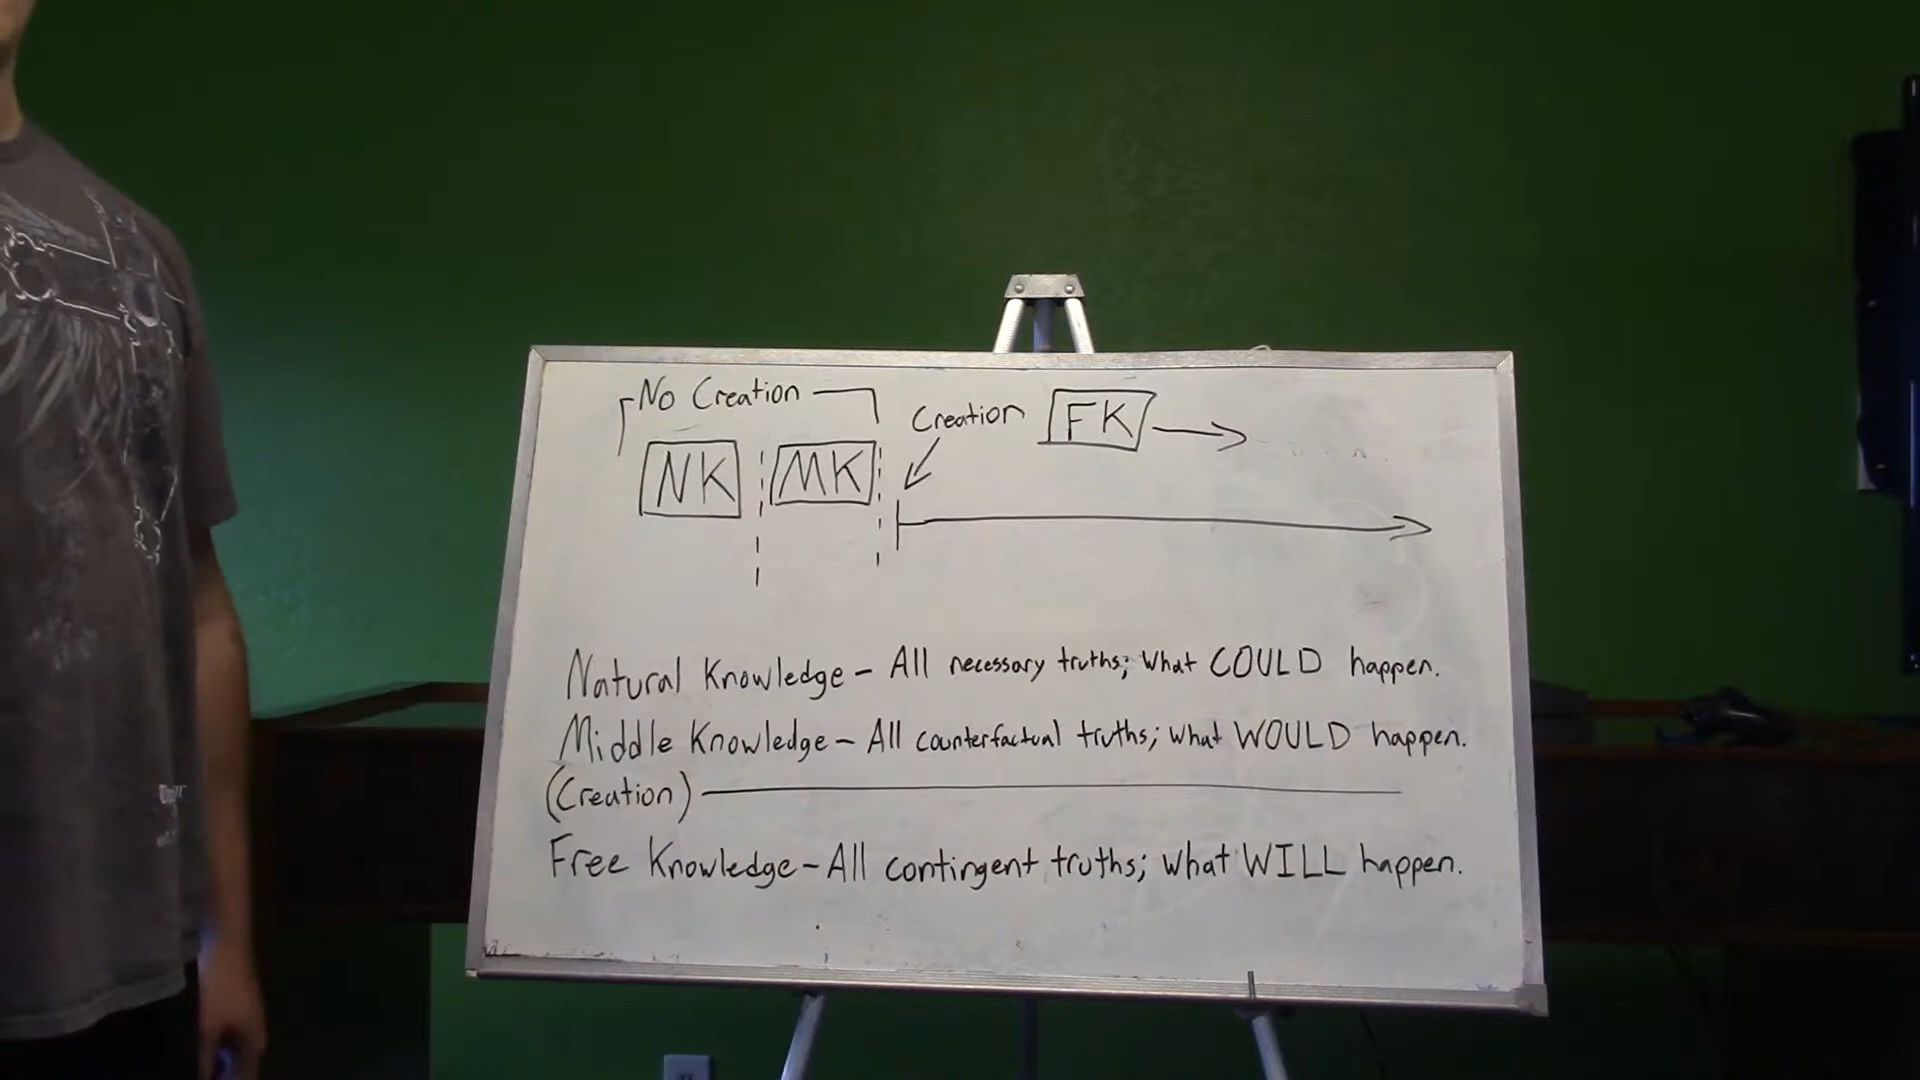 No Creation
Creation
FK
NK
MK
Natural Knowledge - All necessary truths; what COULD happen.
Middle Knowledge - All counterfactual truths; what WOULD happen.
(Creation)
Free Knowledge - All contingent truths; what WILL happen.